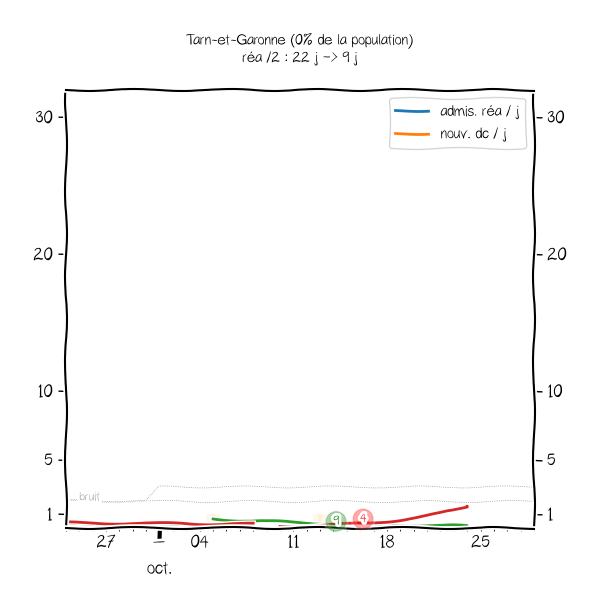 Tarn-et-Garonne (0% de la population)
réa /2 : 22 j -> 9 j
admis. réa / j
nouv. dc / j
30
30
20
20
10
10
5
5
bruit
1
9
4
1
27
04
11
18
25
oct.